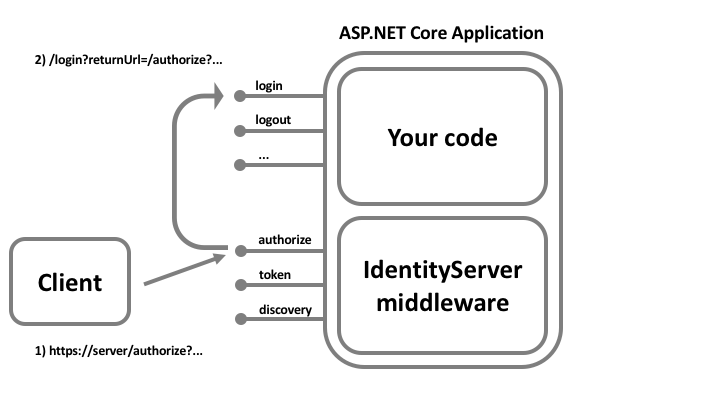 ASP.NET Core Application
2) /login?returnUrl=/authorize?...
login
logout
...
Your code
authorize
token
discovery
IdentityServer
middleware
Client
1) https://server/authorize?...